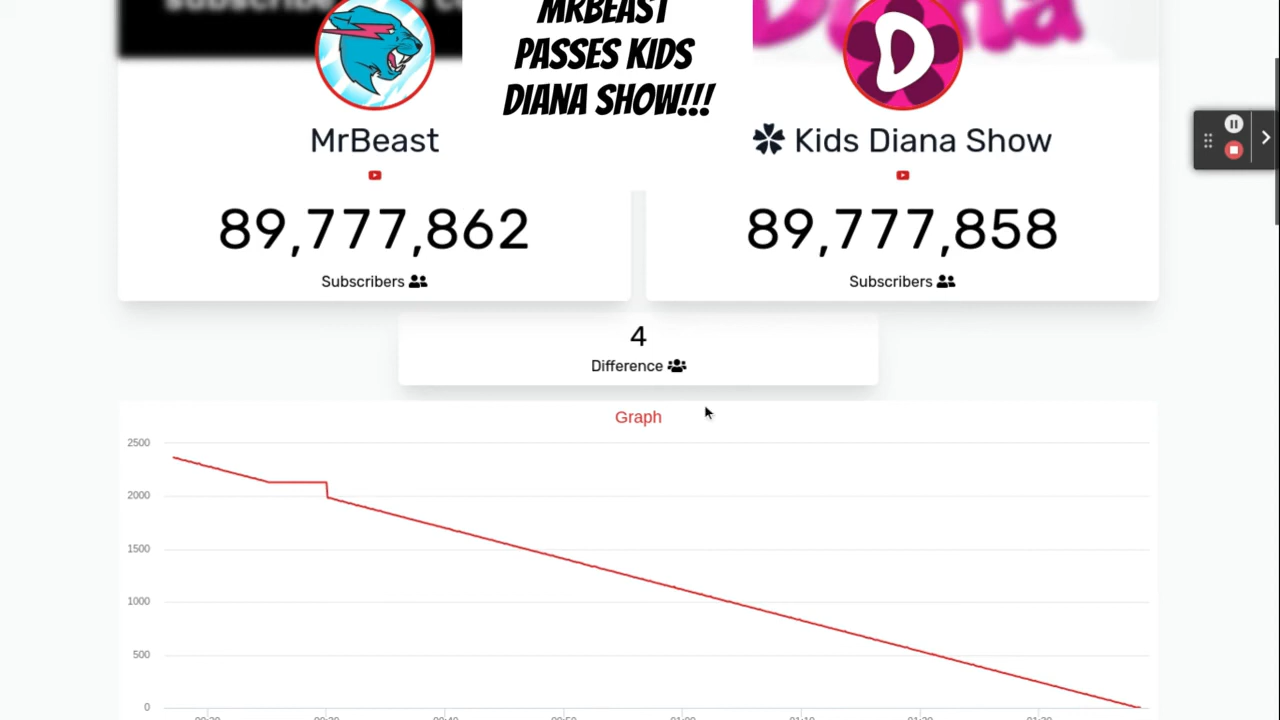 MRBEAST
PASSES KIDS
DIANA SHOW!!!
D
MrBeast
Kids Diana Show
89,777,862
89,777,858
Subscribers
Subscribers
4
Difference
Graph
2500
2000
1500
1000
500
0